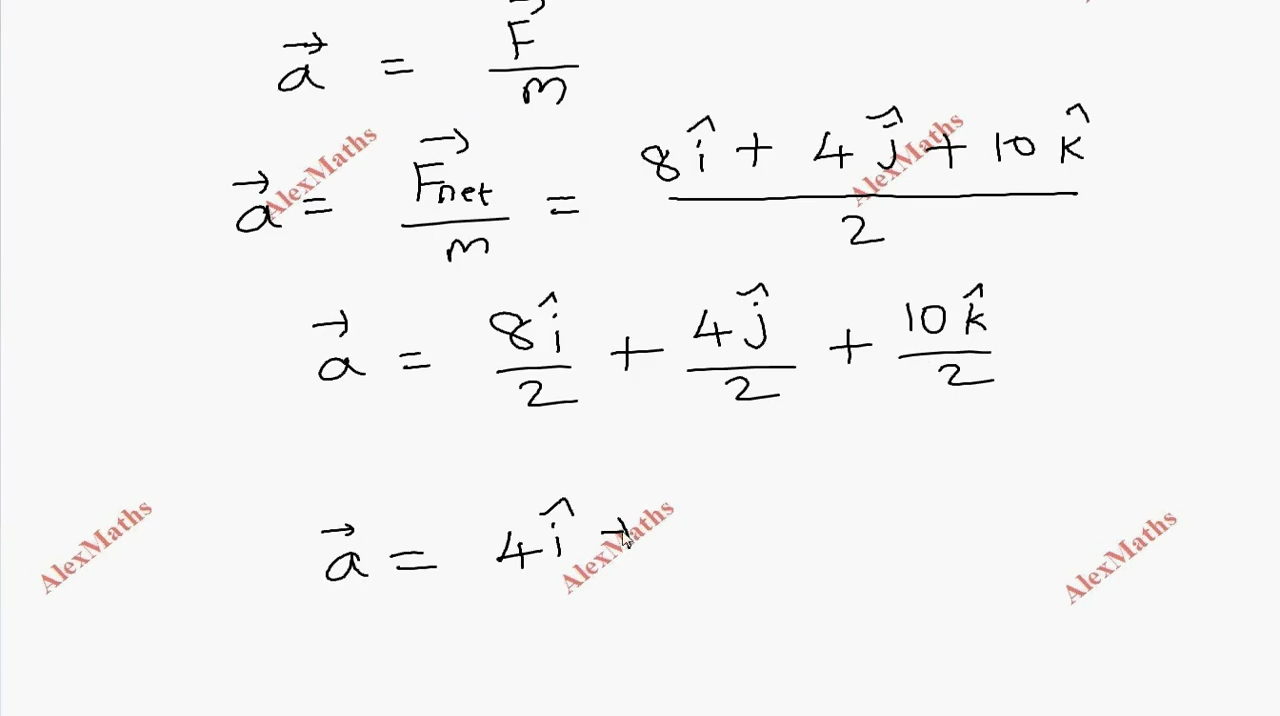 a⃗ = F⃗/m
a⃗ = F⃗net/m = (8î + 4ĵ + 10k̂)/2
a⃗ = 8î/2 + 4ĵ/2 + 10k̂/2
a⃗ = 4î +
AlexMaths
AlexMaths
AlexMaths
AlexMaths
AlexMaths